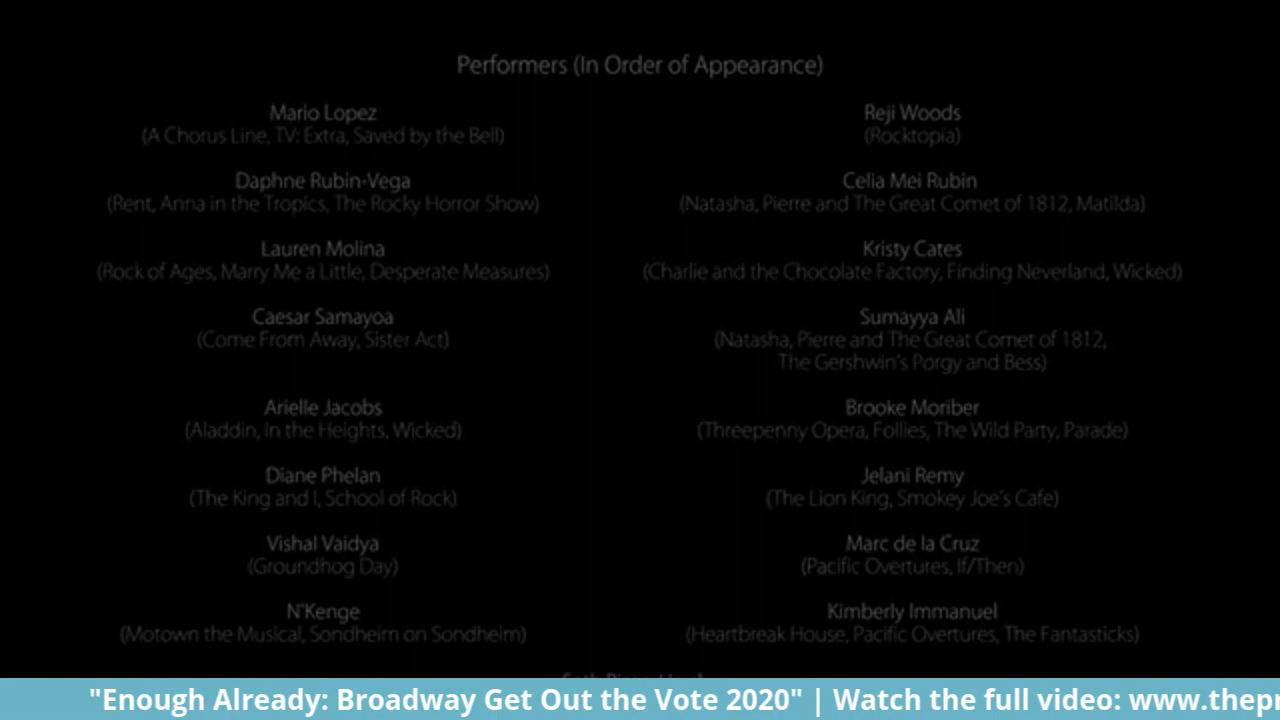 Performers (In Order of Appearance)
Mario Lopez
(A Chorus Line, TV: Extra, Saved by the Bell)
Reji Woods
(Rocktopia)
Daphne Rubin-Vega
(Rent, Anna in the Tropics, The Rocky Horror Show)
Celia Mei Rubin
(Natasha, Pierre and The Great Comet of 1812, Matilda)
Lauren Molina
(Rock of Ages, Marry Me a Little, Desperate Measures)
Kristy Cates
(Charlie and the Chocolate Factory, Finding Neverland, Wicked)
Caesar Samayoa
(Come From Away, Sister Act)
Sumayya Ali
(Natasha, Pierre and The Great Comet of 1812,
The Gershwin's Porgy and Bess)
Arielle Jacobs
(Aladdin, In the Heights, Wicked)
Brooke Moriber
(Threepenny Opera, Follies, The Wild Party, Parade)
Diane Phelan
(The King and I, School of Rock)
Jelani Remy
(The Lion King, Smokey Joe's Cafe)
Vishal Vaidya
(Groundhog Day)
Marc de la Cruz
(Pacific Overtures, If/Then)
N'Kenge
(Motown the Musical, Sondheim on Sondheim)
Kimberly Immanuel
(Heartbreak House, Pacific Overtures, The Fantasticks)
"Enough Already: Broadway Get Out the Vote 2020" | Watch the full video: www.thepr